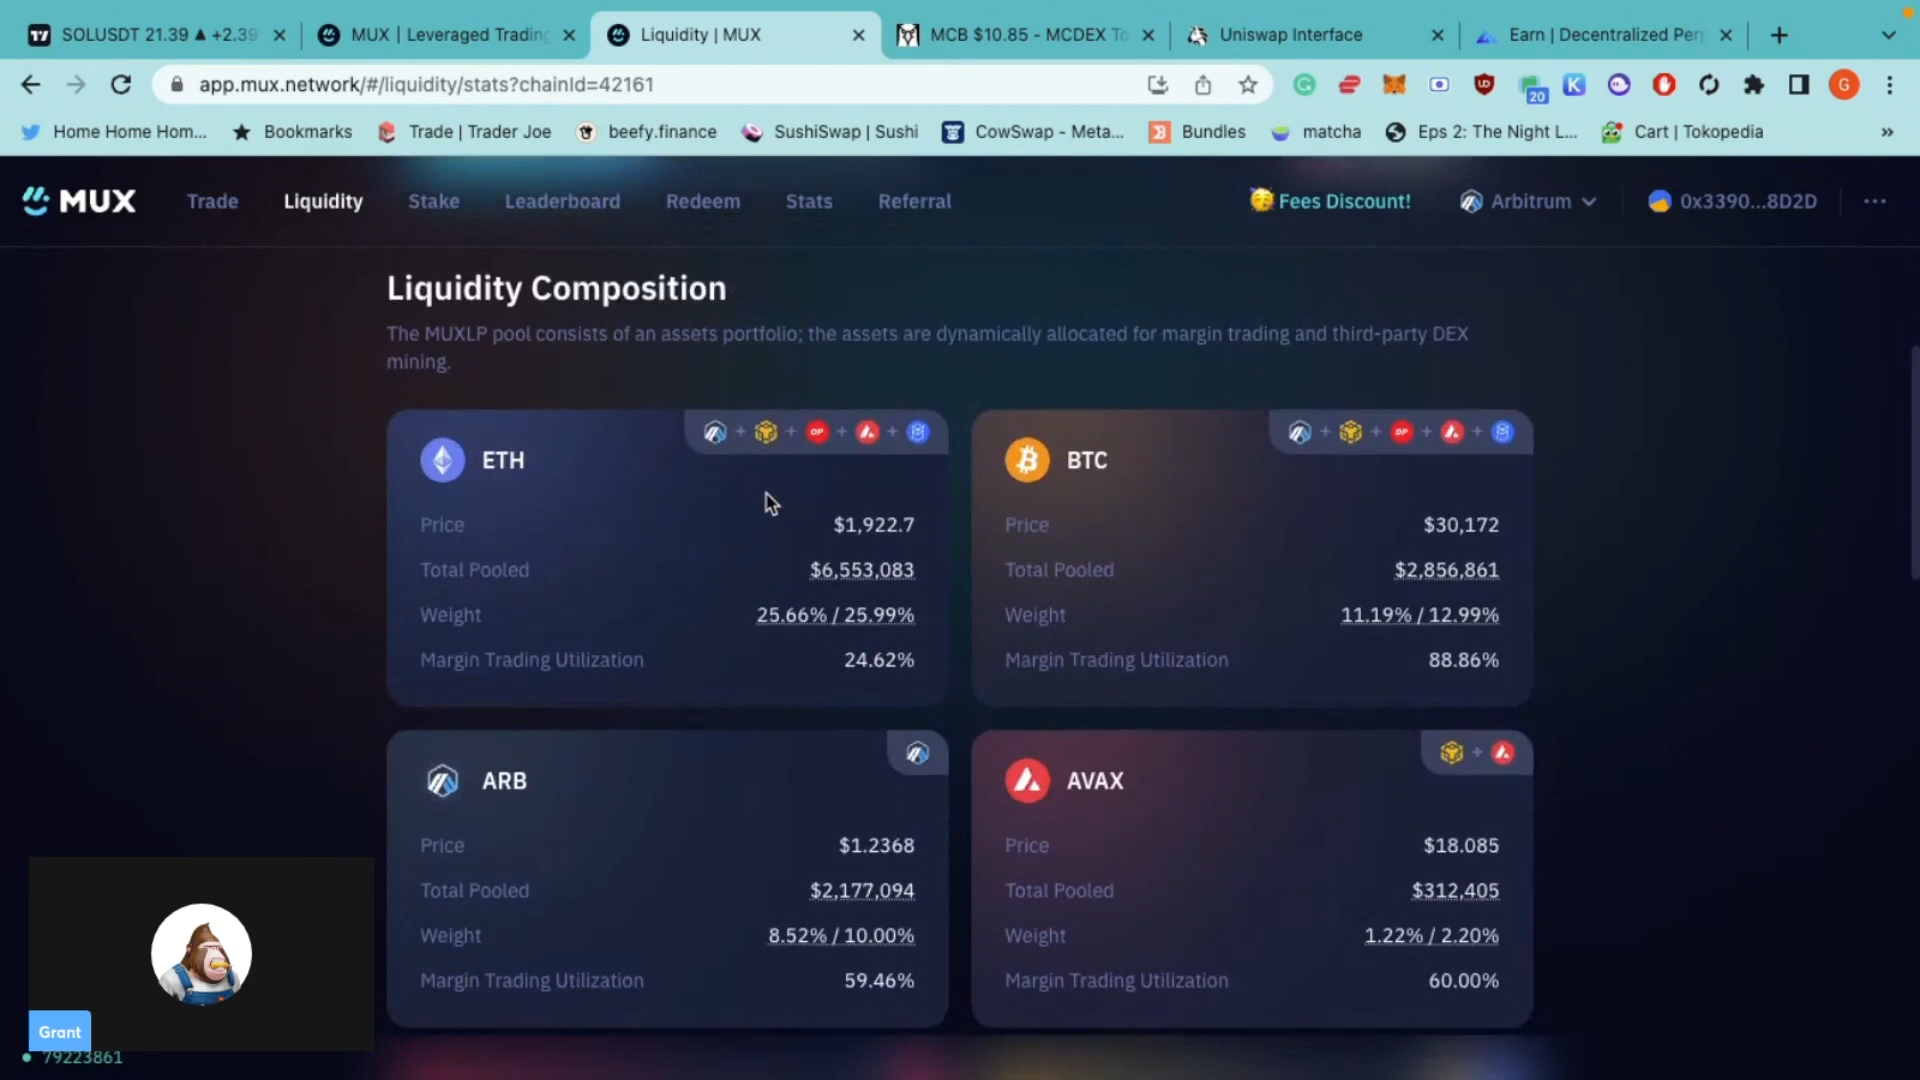 SOLUSDT 21.39 ▲ +2.39
MUX | Leveraged Trading
Liquidity | MUX
MCB $10.85 - MCDEX To
Uniswap Interface
Earn | Decentralized Per
app.mux.network/#/liquidity/stats?chainId=42161
20
G
Home Home Hom...
Bookmarks
Trade | Trader Joe
beefy.finance
SushiSwap | Sushi
CowSwap - Meta...
Bundles
matcha
Eps 2: The Night L...
Cart | Tokopedia
»
MUX
Trade
Liquidity
Stake
Leaderboard
Redeem
Stats
Referral
Fees Discount!
Arbitrum
0x3390...8D2D
Liquidity Composition
The MUXLP pool consists of an assets portfolio; the assets are dynamically allocated for margin trading and third-party DEX
mining.
ETH
Price $1,922.7
Total Pooled $6,553,083
Weight 25.66% / 25.99%
Margin Trading Utilization 24.62%
BTC
Price $30,172
Total Pooled $2,856,861
Weight 11.19% / 12.99%
Margin Trading Utilization 88.86%
ARB
Price $1.2368
Total Pooled $2,177,094
Weight 8.52% / 10.00%
Margin Trading Utilization 59.46%
AVAX
Price $18.085
Total Pooled $312,405
Weight 1.22% / 2.20%
Margin Trading Utilization 60.00%
Grant
79223861